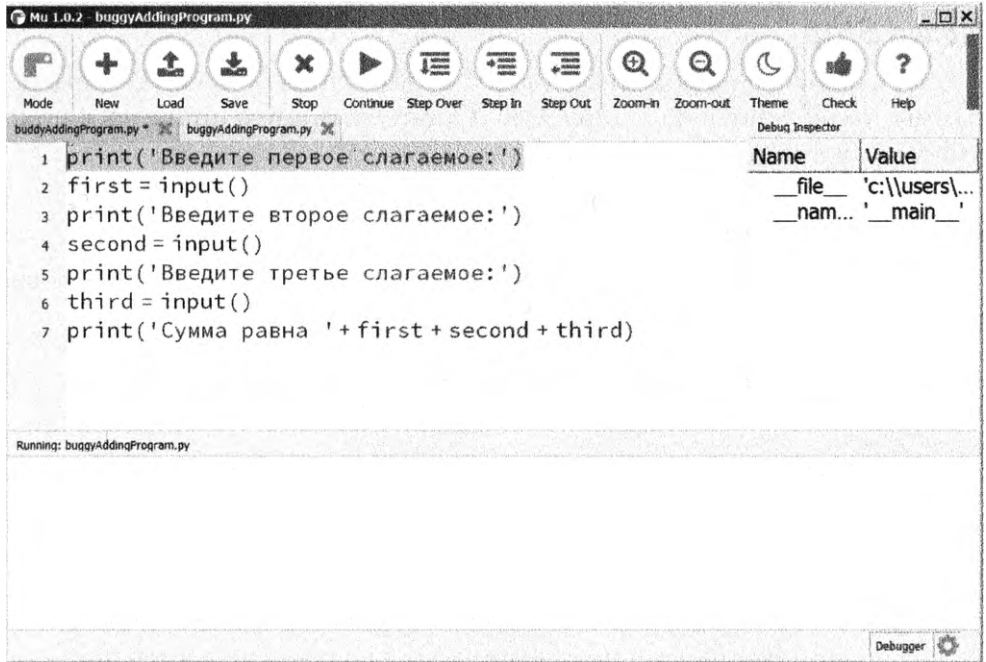 Mu 1.0.2 - buggyAddingProgram.py
Mode New Load Save Stop Continue Step Over Step In Step Out Zoom-in Zoom-out Theme Check Help
buddyAddingProgram.py * buggyAddingProgram.py Debug Inspector
1 print('Введите первое слагаемое:')
2 first = input()
3 print('Введите второе слагаемое:')
4 second = input()
5 print('Введите третье слагаемое:')
6 third = input()
7 print('Сумма равна ' + first + second + third)
Name Value
__file__ 'c:\\users\...
__nam... '__main__'
Running: buggyAddingProgram.py
Debugger